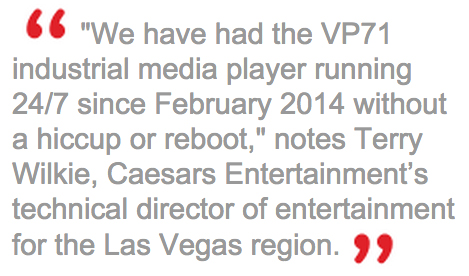 “ "We have had the VP71
industrial media player running
24/7 since February 2014 without
a hiccup or reboot," notes Terry
Wilkie, Caesars Entertainment’s
technical director of entertainment
for the Las Vegas region. ”